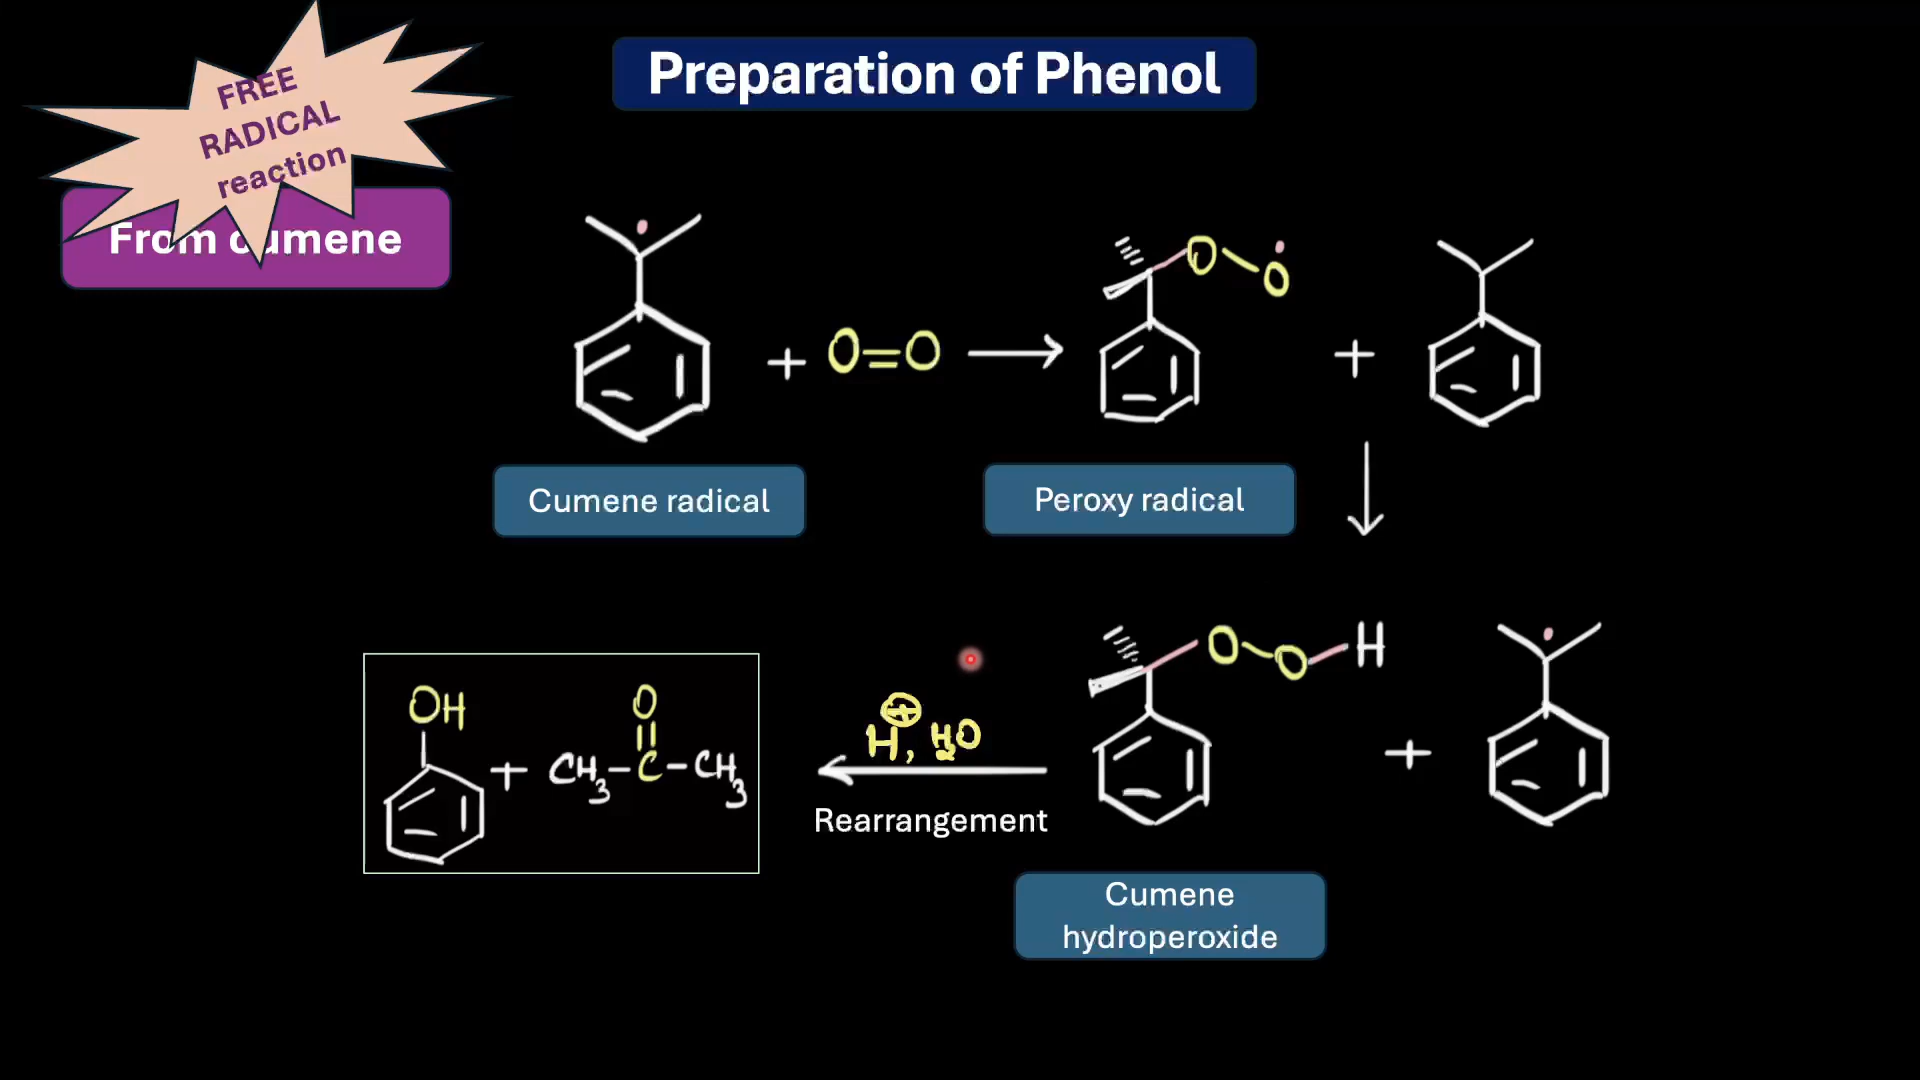 Preparation of Phenol
FREE
RADICAL
reaction
From cumene
+ O=O
O
O
+
Cumene radical
Peroxy radical
O O H
+
OH
+ CH3-C-CH3
O
H⊕, H2O
Rearrangement
Cumene
hydroperoxide